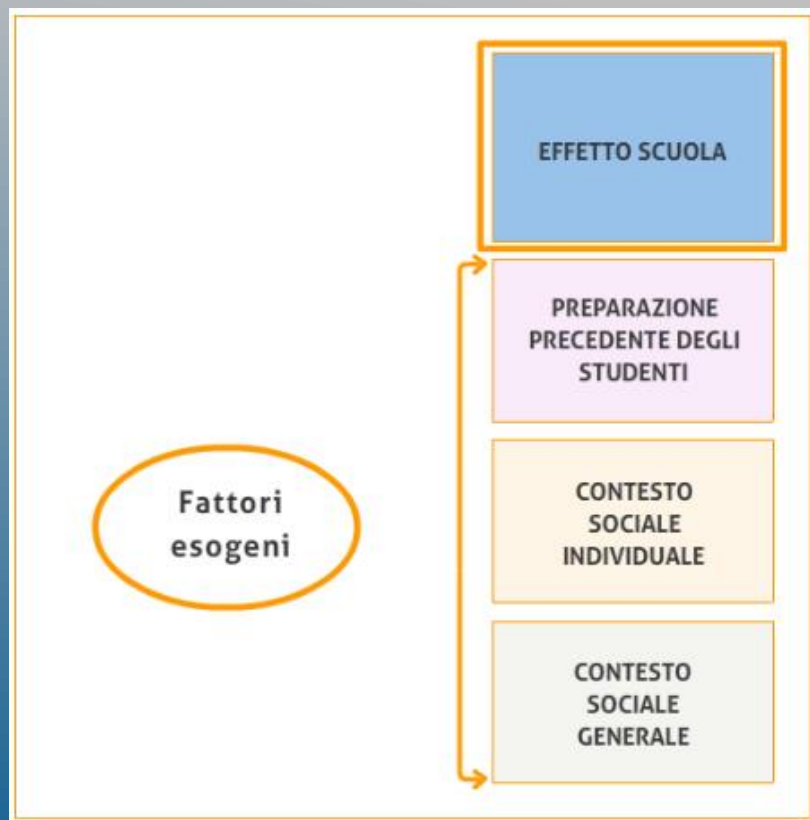 EFFETTO SCUOLA
PREPARAZIONE
PRECEDENTE DEGLI
STUDENTI
Fattori
esogeni
CONTESTO
SOCIALE
INDIVIDUALE
CONTESTO
SOCIALE
GENERALE